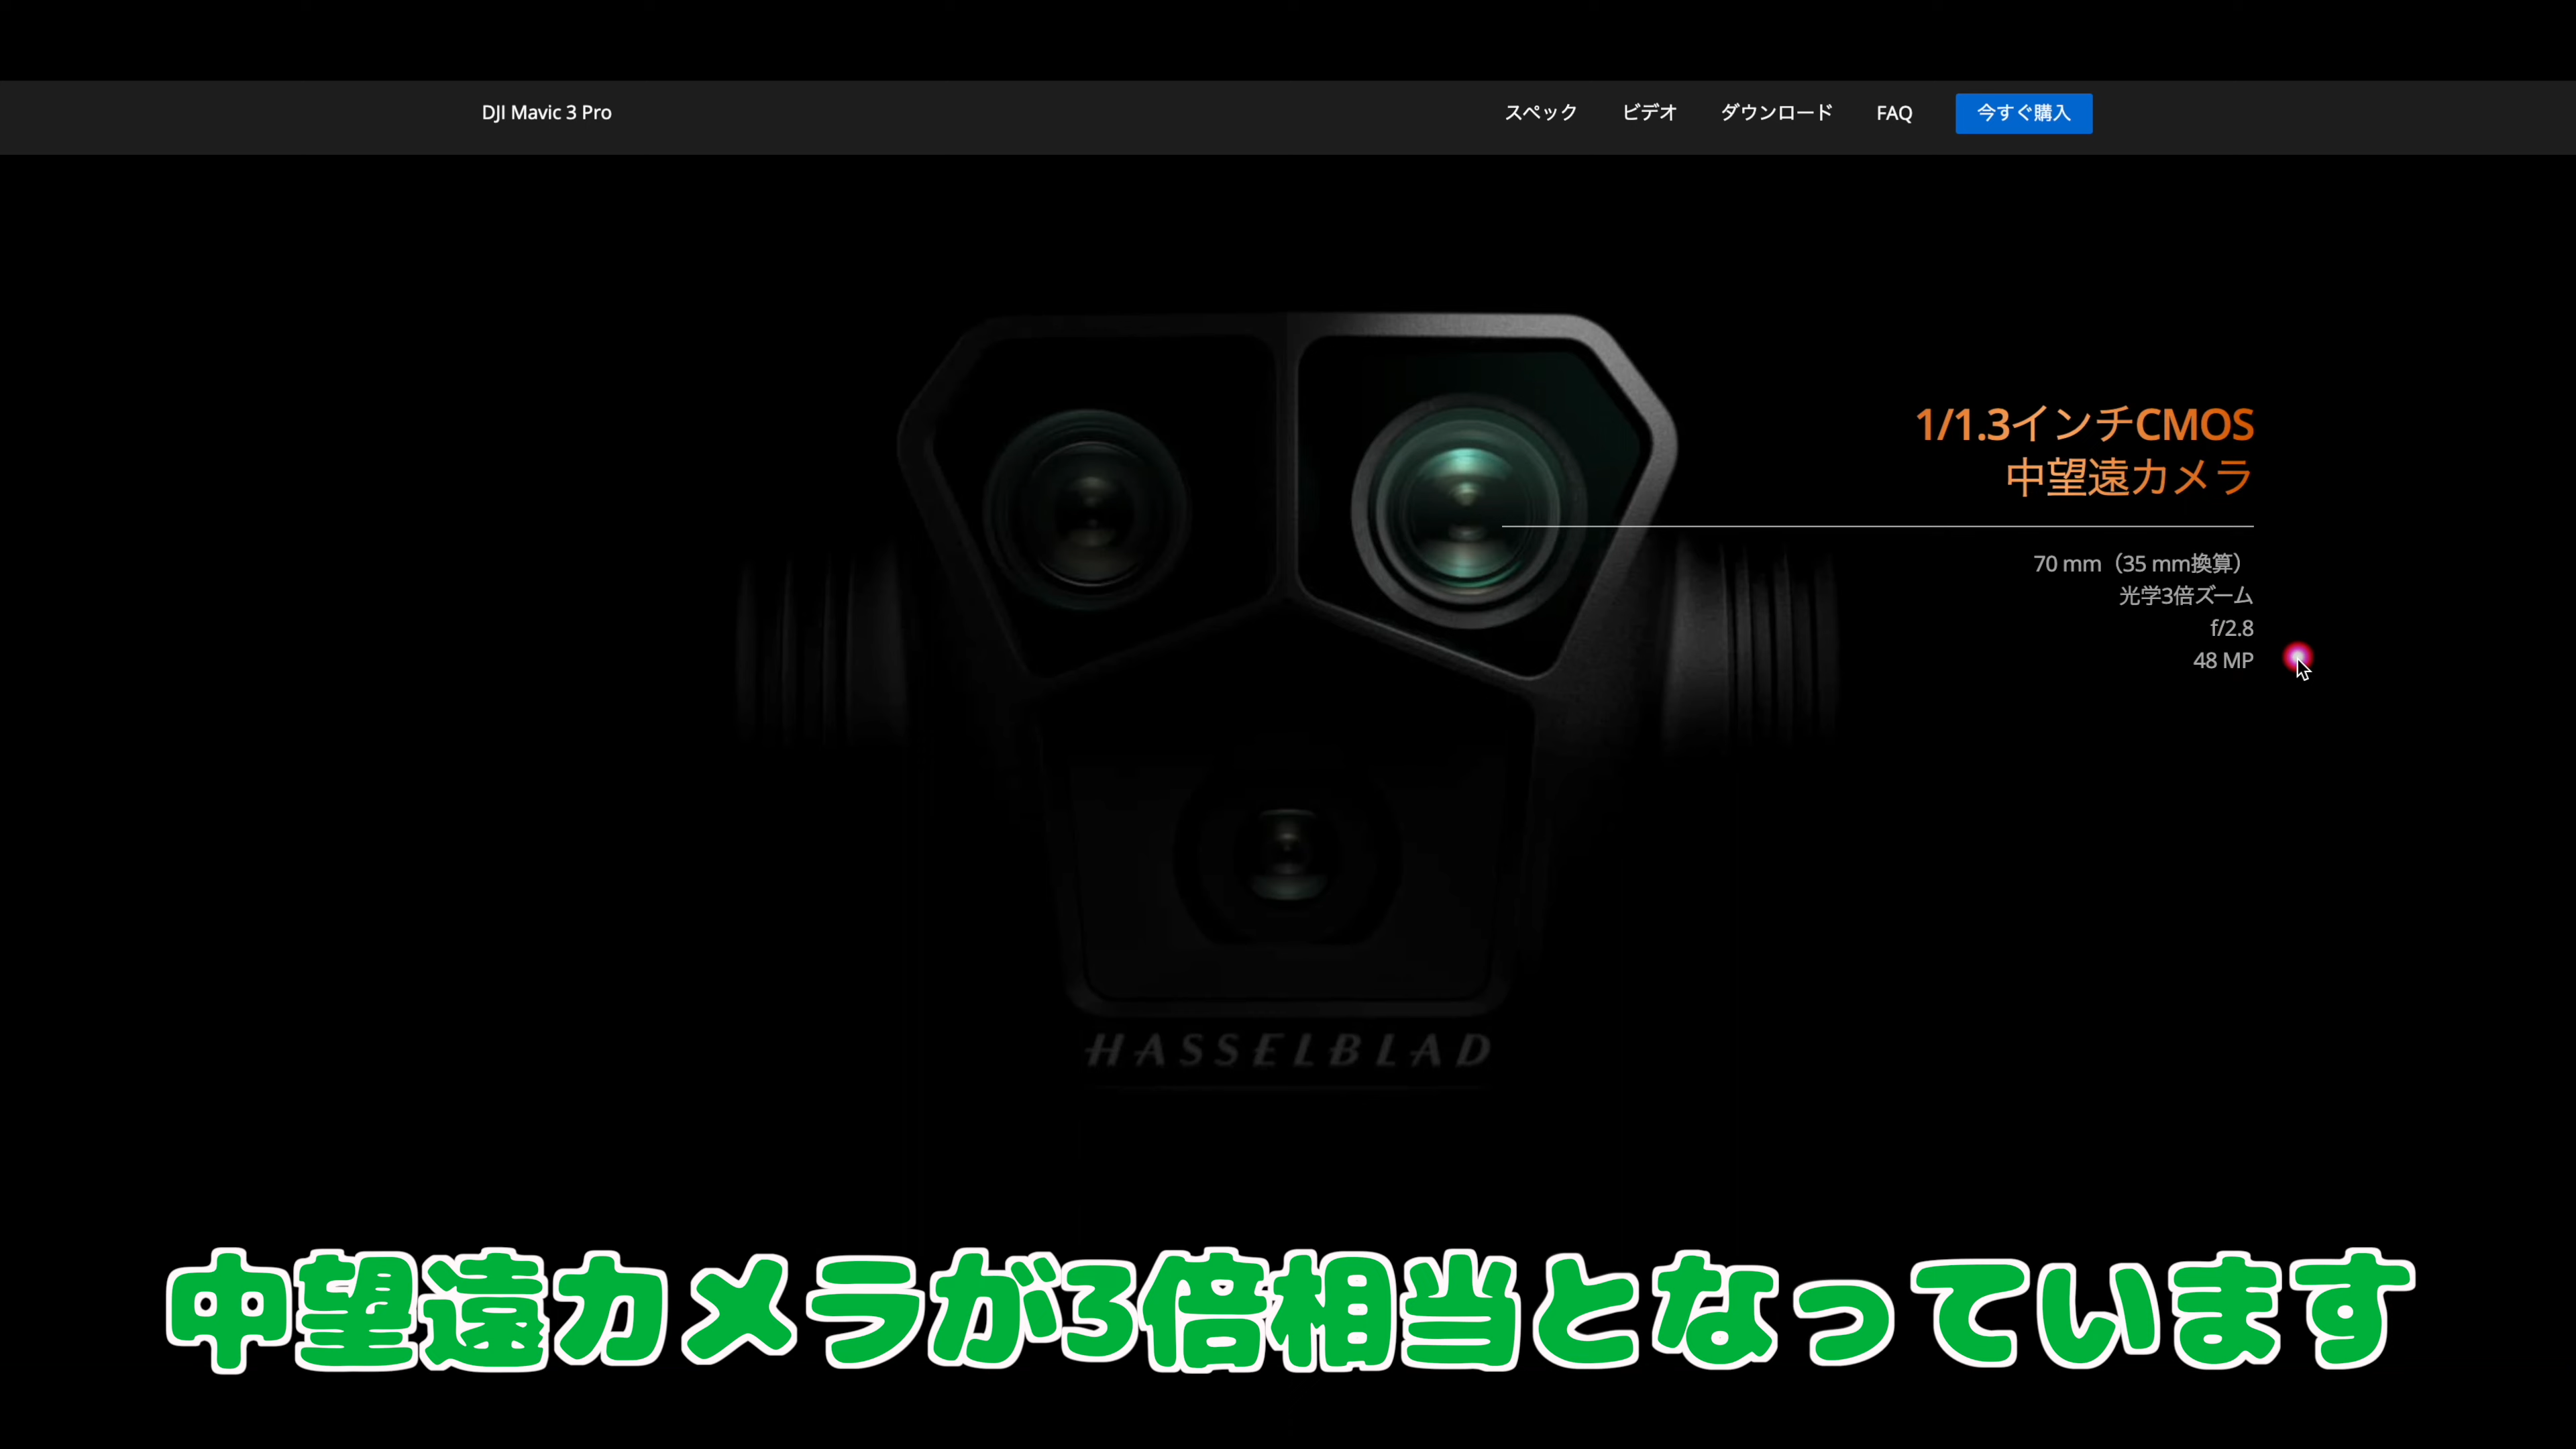 DJI Mavic 3 Pro
スペック
ビデオ
ダウンロード
FAQ
今すぐ購入
1/1.3インチCMOS
中望遠カメラ
70 mm（35 mm換算）
光学3倍ズーム
f/2.8
48 MP
HASSELBLAD
中望遠カメラが3倍相当となっています